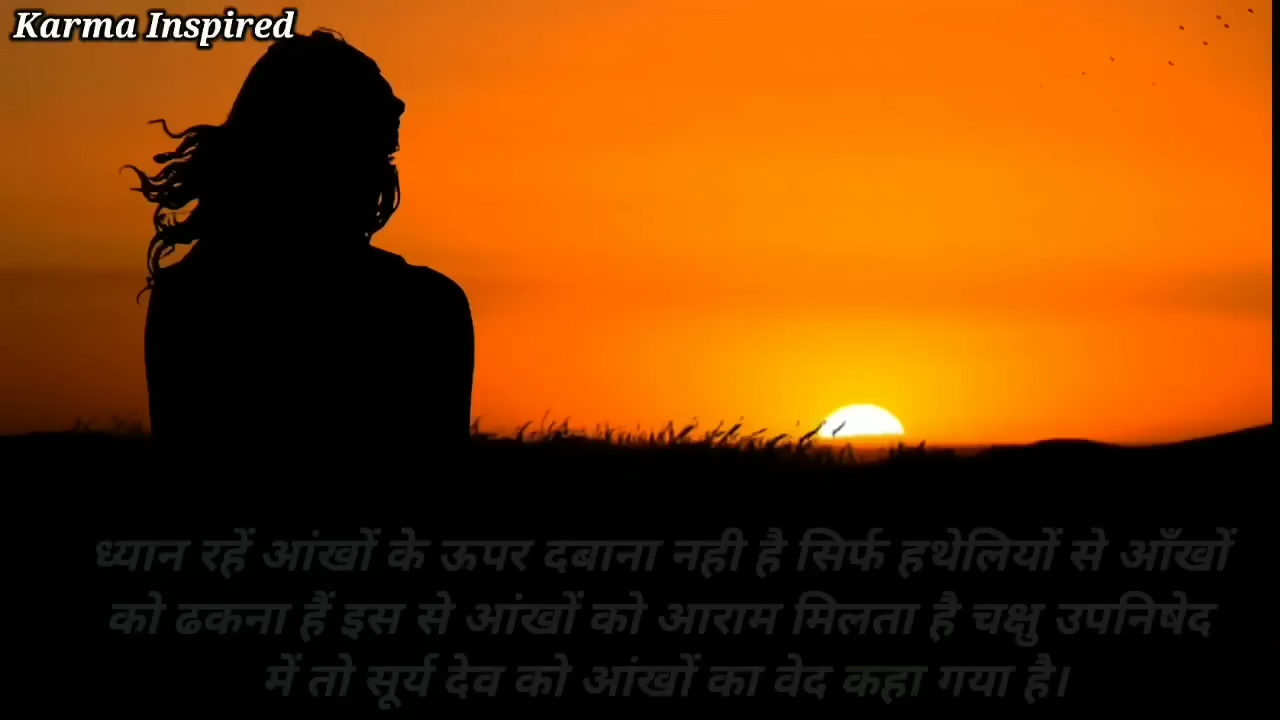 Karma Inspired
ध्यान रहें आंखों के ऊपर दबाना नही है सिर्फ हथेलियों से आँखों
को ढकना हैं इस से आंखों को आराम मिलता है चक्षु उपनिषेद
में तो सूर्य देव को आंखों का वेद कहा गया है।